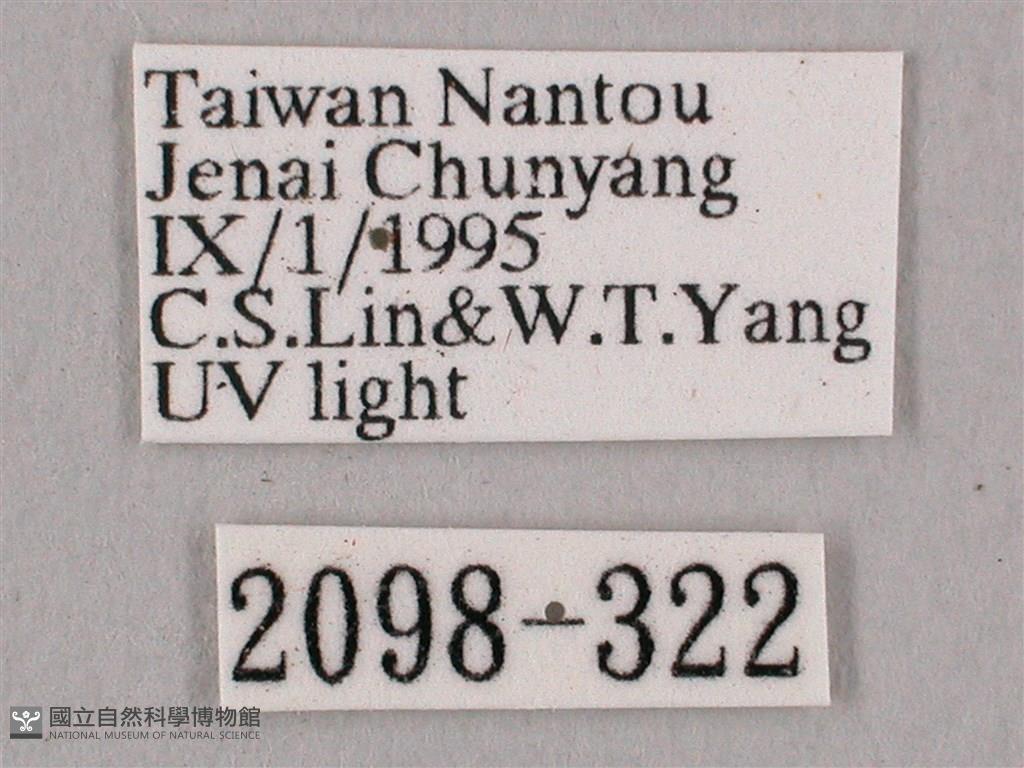 Taiwan Nantou
Jenai Chunyang
IX/1/1995
C.S.Lin&W.T.Yang
UV light
2098-322
國立自然科學博物館
NATIONAL MUSEUM OF NATURAL SCIENCE